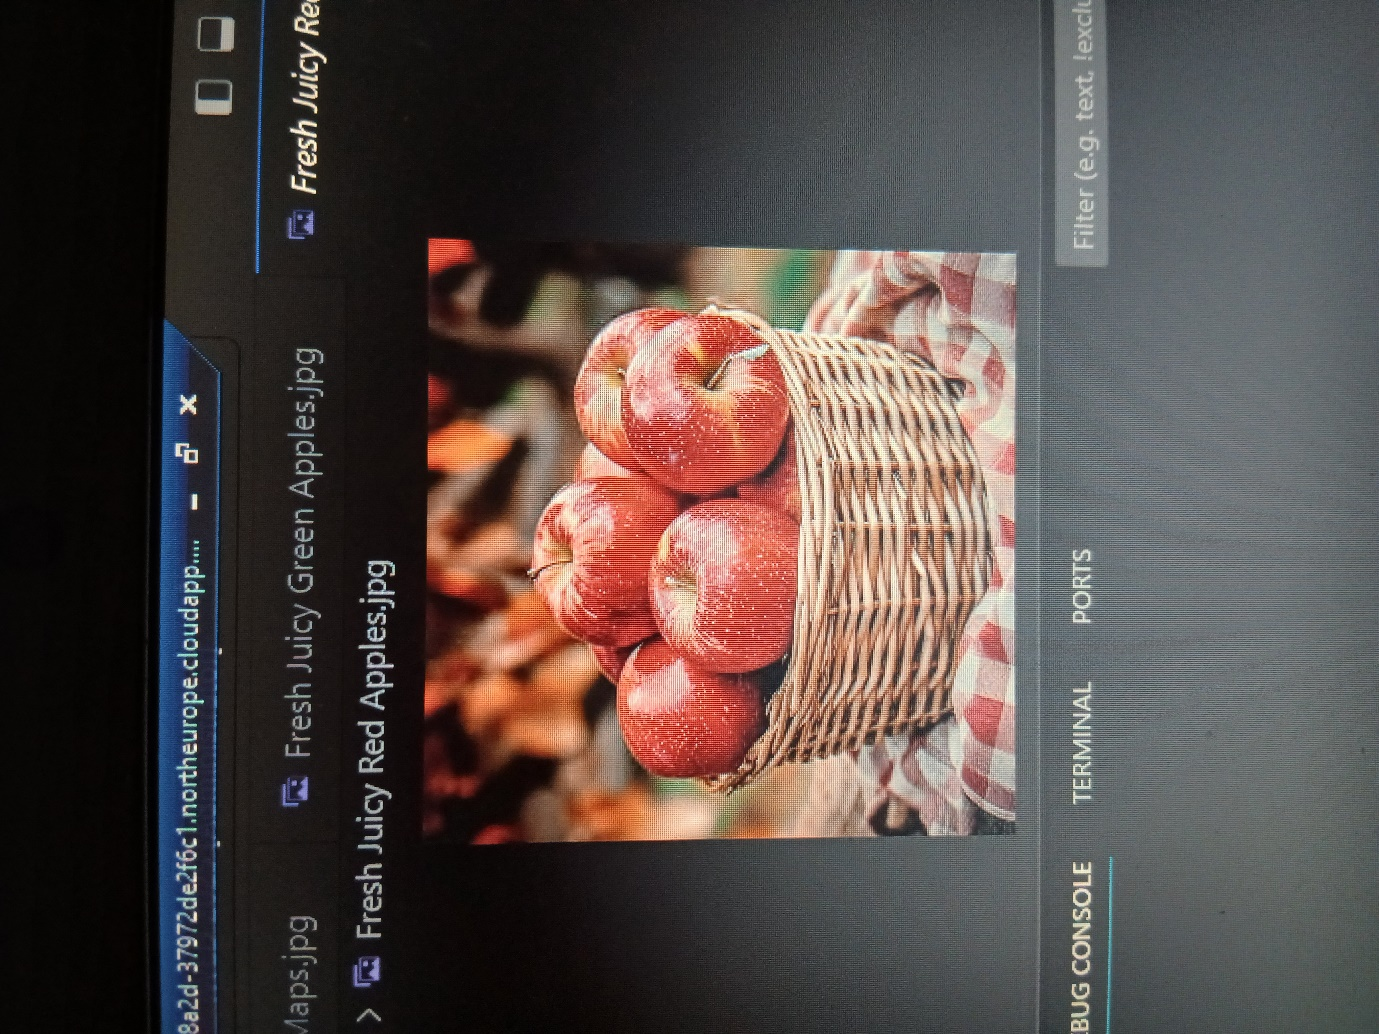 8a2d-37972de2f6c1.northeurope.cloudapp....
Maps.jpg
Fresh Juicy Green Apples.jpg
Fresh Juicy Re
> Fresh Juicy Red Apples.jpg
BUG CONSOLE
TERMINAL
PORTS
Filter (e.g. text, !exclu